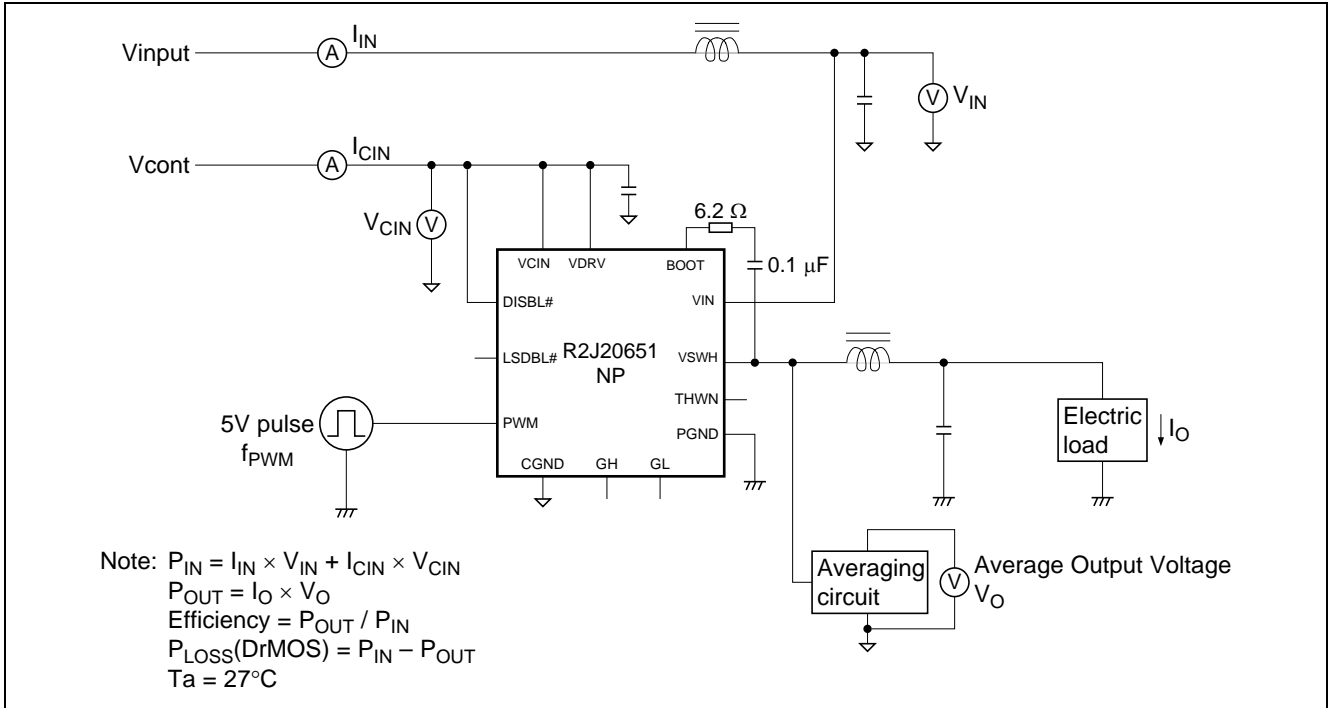 Vinput
A
I_IN
V
V_IN
Vcont
A
I_CIN
V_CIN
V
6.2 Ω
0.1 μF
VCIN
VDRV
BOOT
DISBL#
VIN
LSDBL#
R2J20651
NP
VSWH
THWN
PWM
PGND
CGND
GH
GL
5V pulse
f_PWM
Electric
load
I_O
Averaging
circuit
V
Average Output Voltage
V_O
Note: P_IN = I_IN × V_IN + I_CIN × V_CIN
P_OUT = I_O × V_O
Efficiency = P_OUT / P_IN
P_LOSS(DrMOS) = P_IN – P_OUT
Ta = 27°C